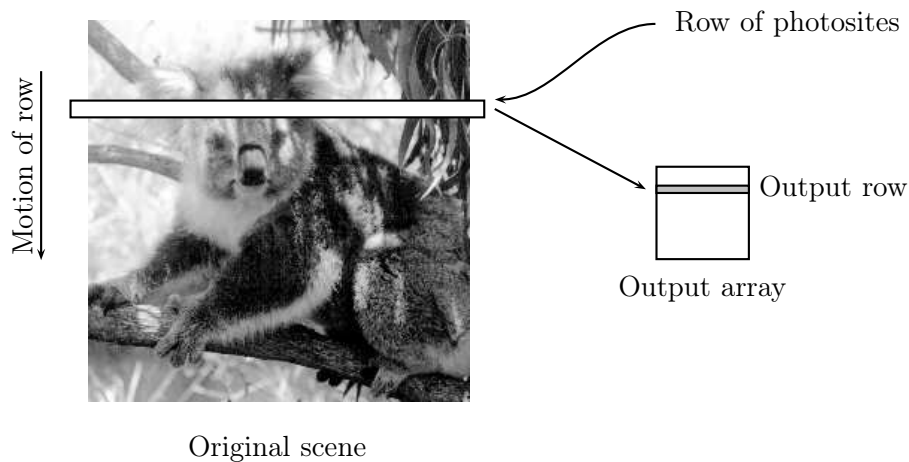 Row of photosites
Motion of row
Output row
Output array
Original scene